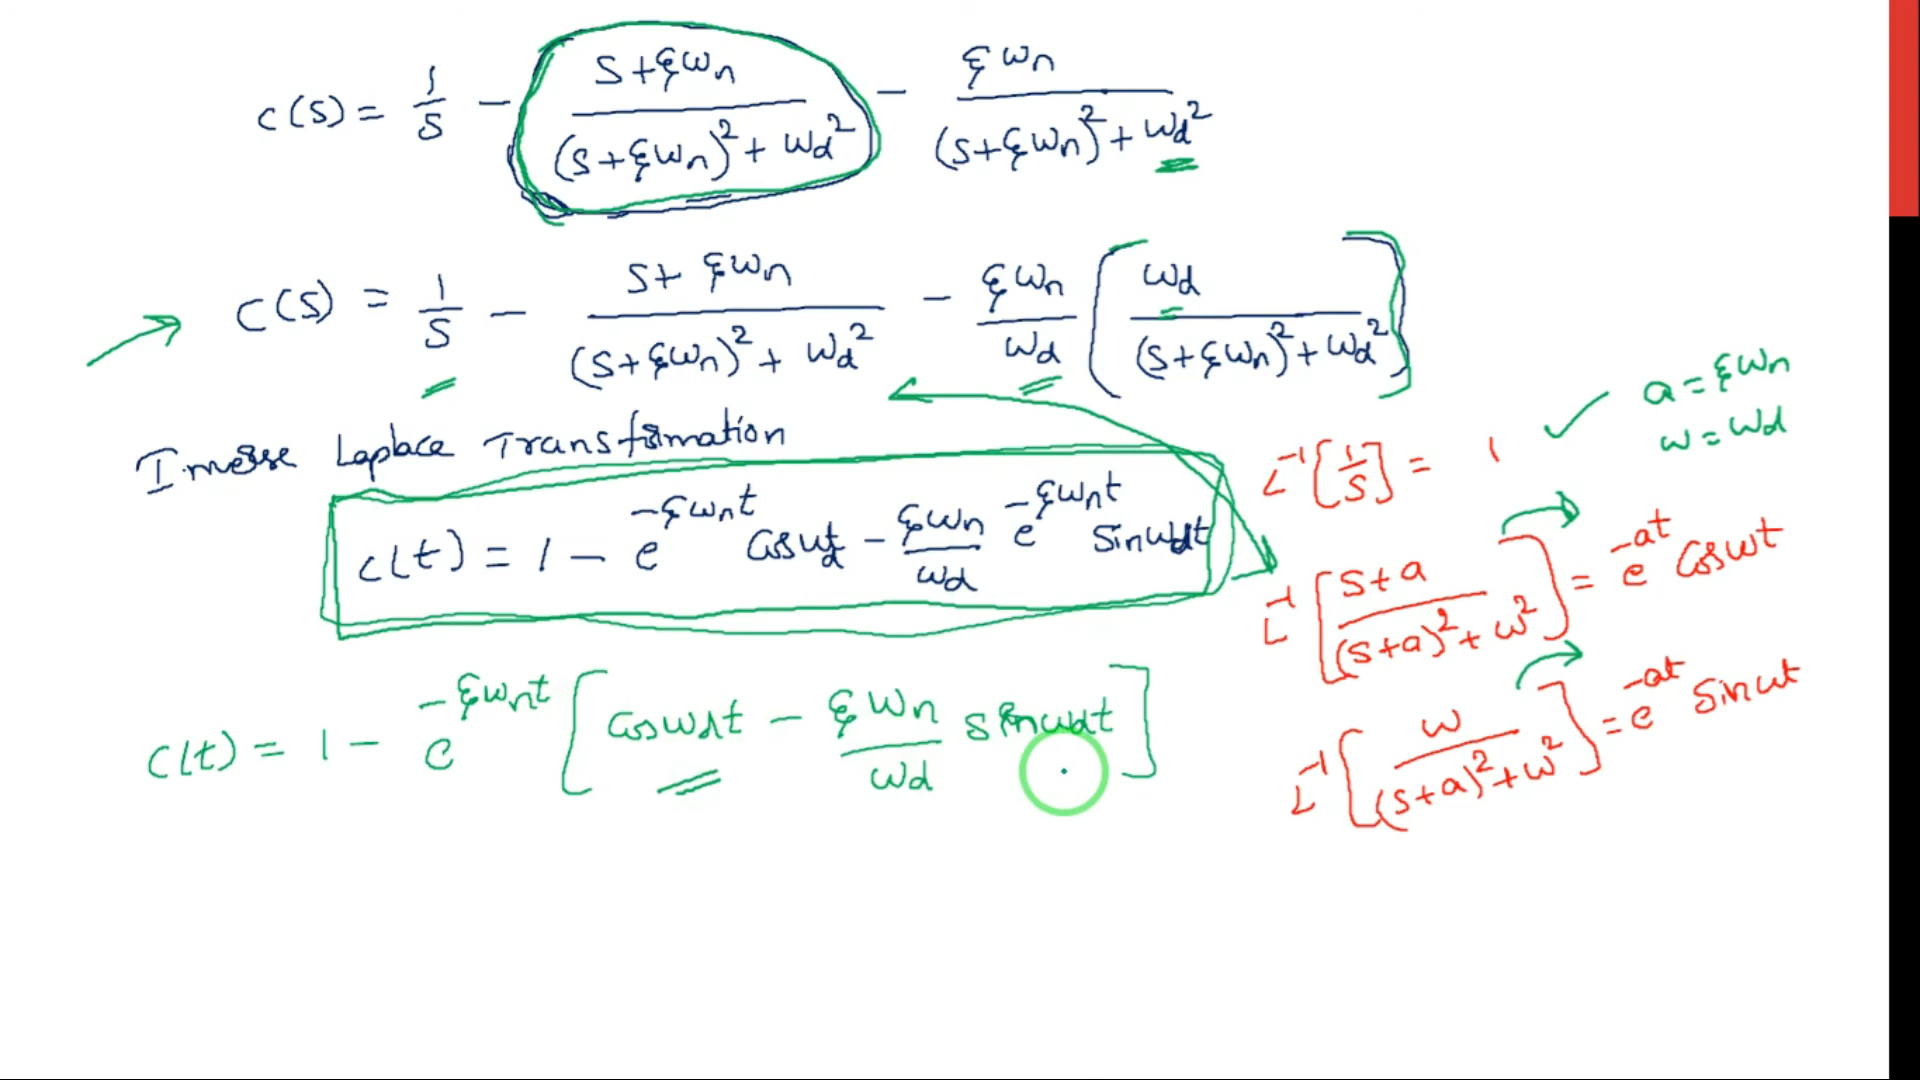 C(S) = 1/S - (S+ξωn)/((S+ξωn)²+ωd²) - ξωn/((S+ξωn)²+ωd²)
C(S) = 1/S - (S+ξωn)/((S+ξωn)²+ωd²) - ξωn/ωd (ωd/((S+ξωn)²+ωd²))
Inverse Laplace Transformation
C(t) = 1 - e^(-ξωnt) Cosωdt - ξωn/ωd e^(-ξωnt) Sinωdt
C(t) = 1 - e^(-ξωnt) [Cosωdt - ξωn/ωd Sinωdt]
a = ξωn
ω = ωd
L⁻¹[1/S] = 1
L⁻¹[(S+a)/((S+a)²+ω²)] = e^(-at) Cosωt
L⁻¹[ω/((S+a)²+ω²)] = e^(-at) Sinωt